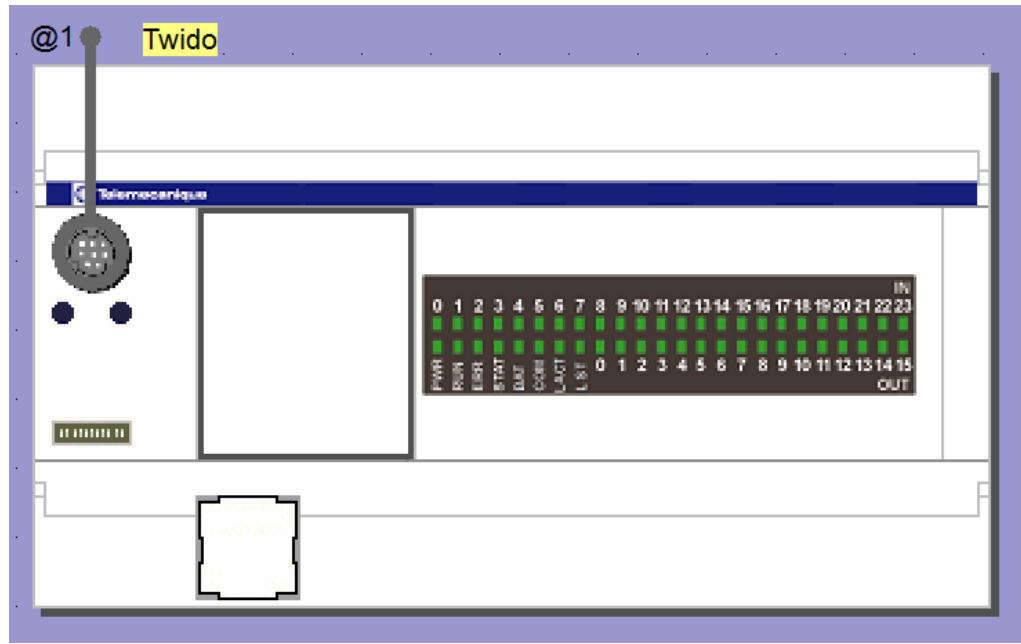 @1 Twido
Telemecanique
IN
0 1 2 3 4 5 6 7 8 9 10 11 12 13 14 15 16 17 18 19 20 21 22 23
PWR RUN ERR STAT BAT COM LACT L ST 0 1 2 3 4 5 6 7 8 9 10 11 12 13 14 15
OUT